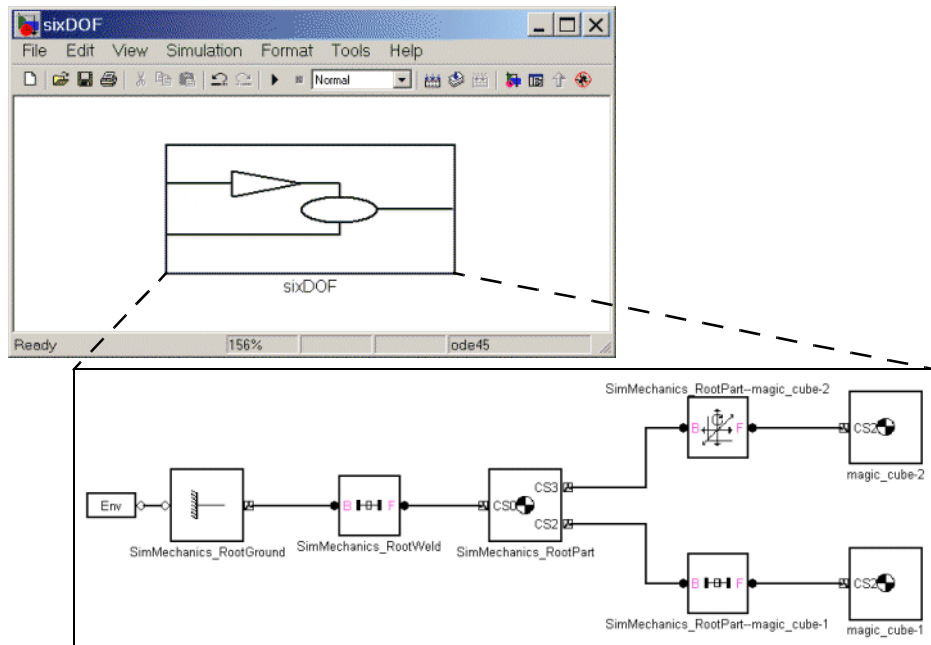 sixDOF
File Edit View Simulation Format Tools Help
Normal
sixDOF
Ready 156% ode45
SimMechanics_RootPart--magic_cube-2
B F
CS2
magic_cube-2
Env
SimMechanics_RootGround
B F
SimMechanics_RootWeld
CS0
CS3
CS2
SimMechanics_RootPart
B F
SimMechanics_RootPart--magic_cube-1
CS2
magic_cube-1